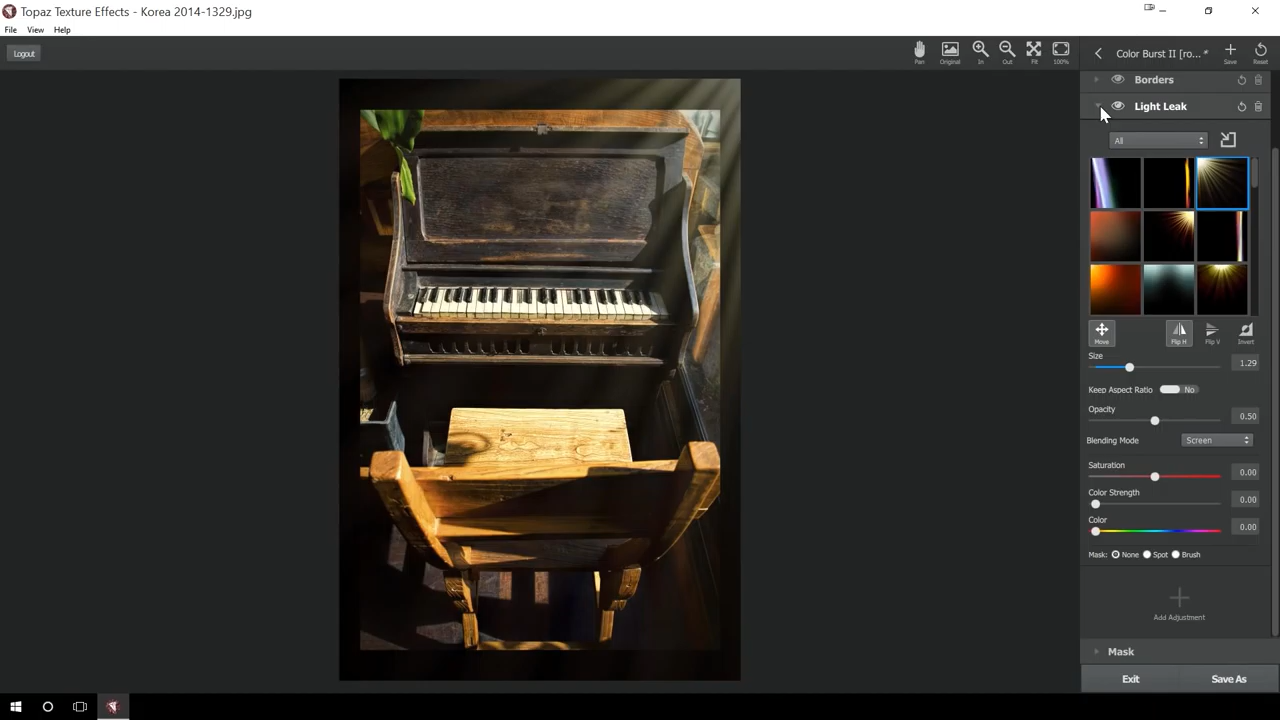 Topaz Texture Effects - Korea 2014-1329.jpg
File View Help
Logout
Pan Original In Out Fit 100%
Color Burst II [ro... * Save Reset
Borders
Light Leak
All
Move Flip H Flip V Invert
Size 1.29
Keep Aspect Ratio No
Opacity 0.50
Blending Mode Screen
Saturation 0.00
Color Strength 0.00
Color 0.00
Mask: None Spot Brush
Add Adjustment
Mask
Exit Save As